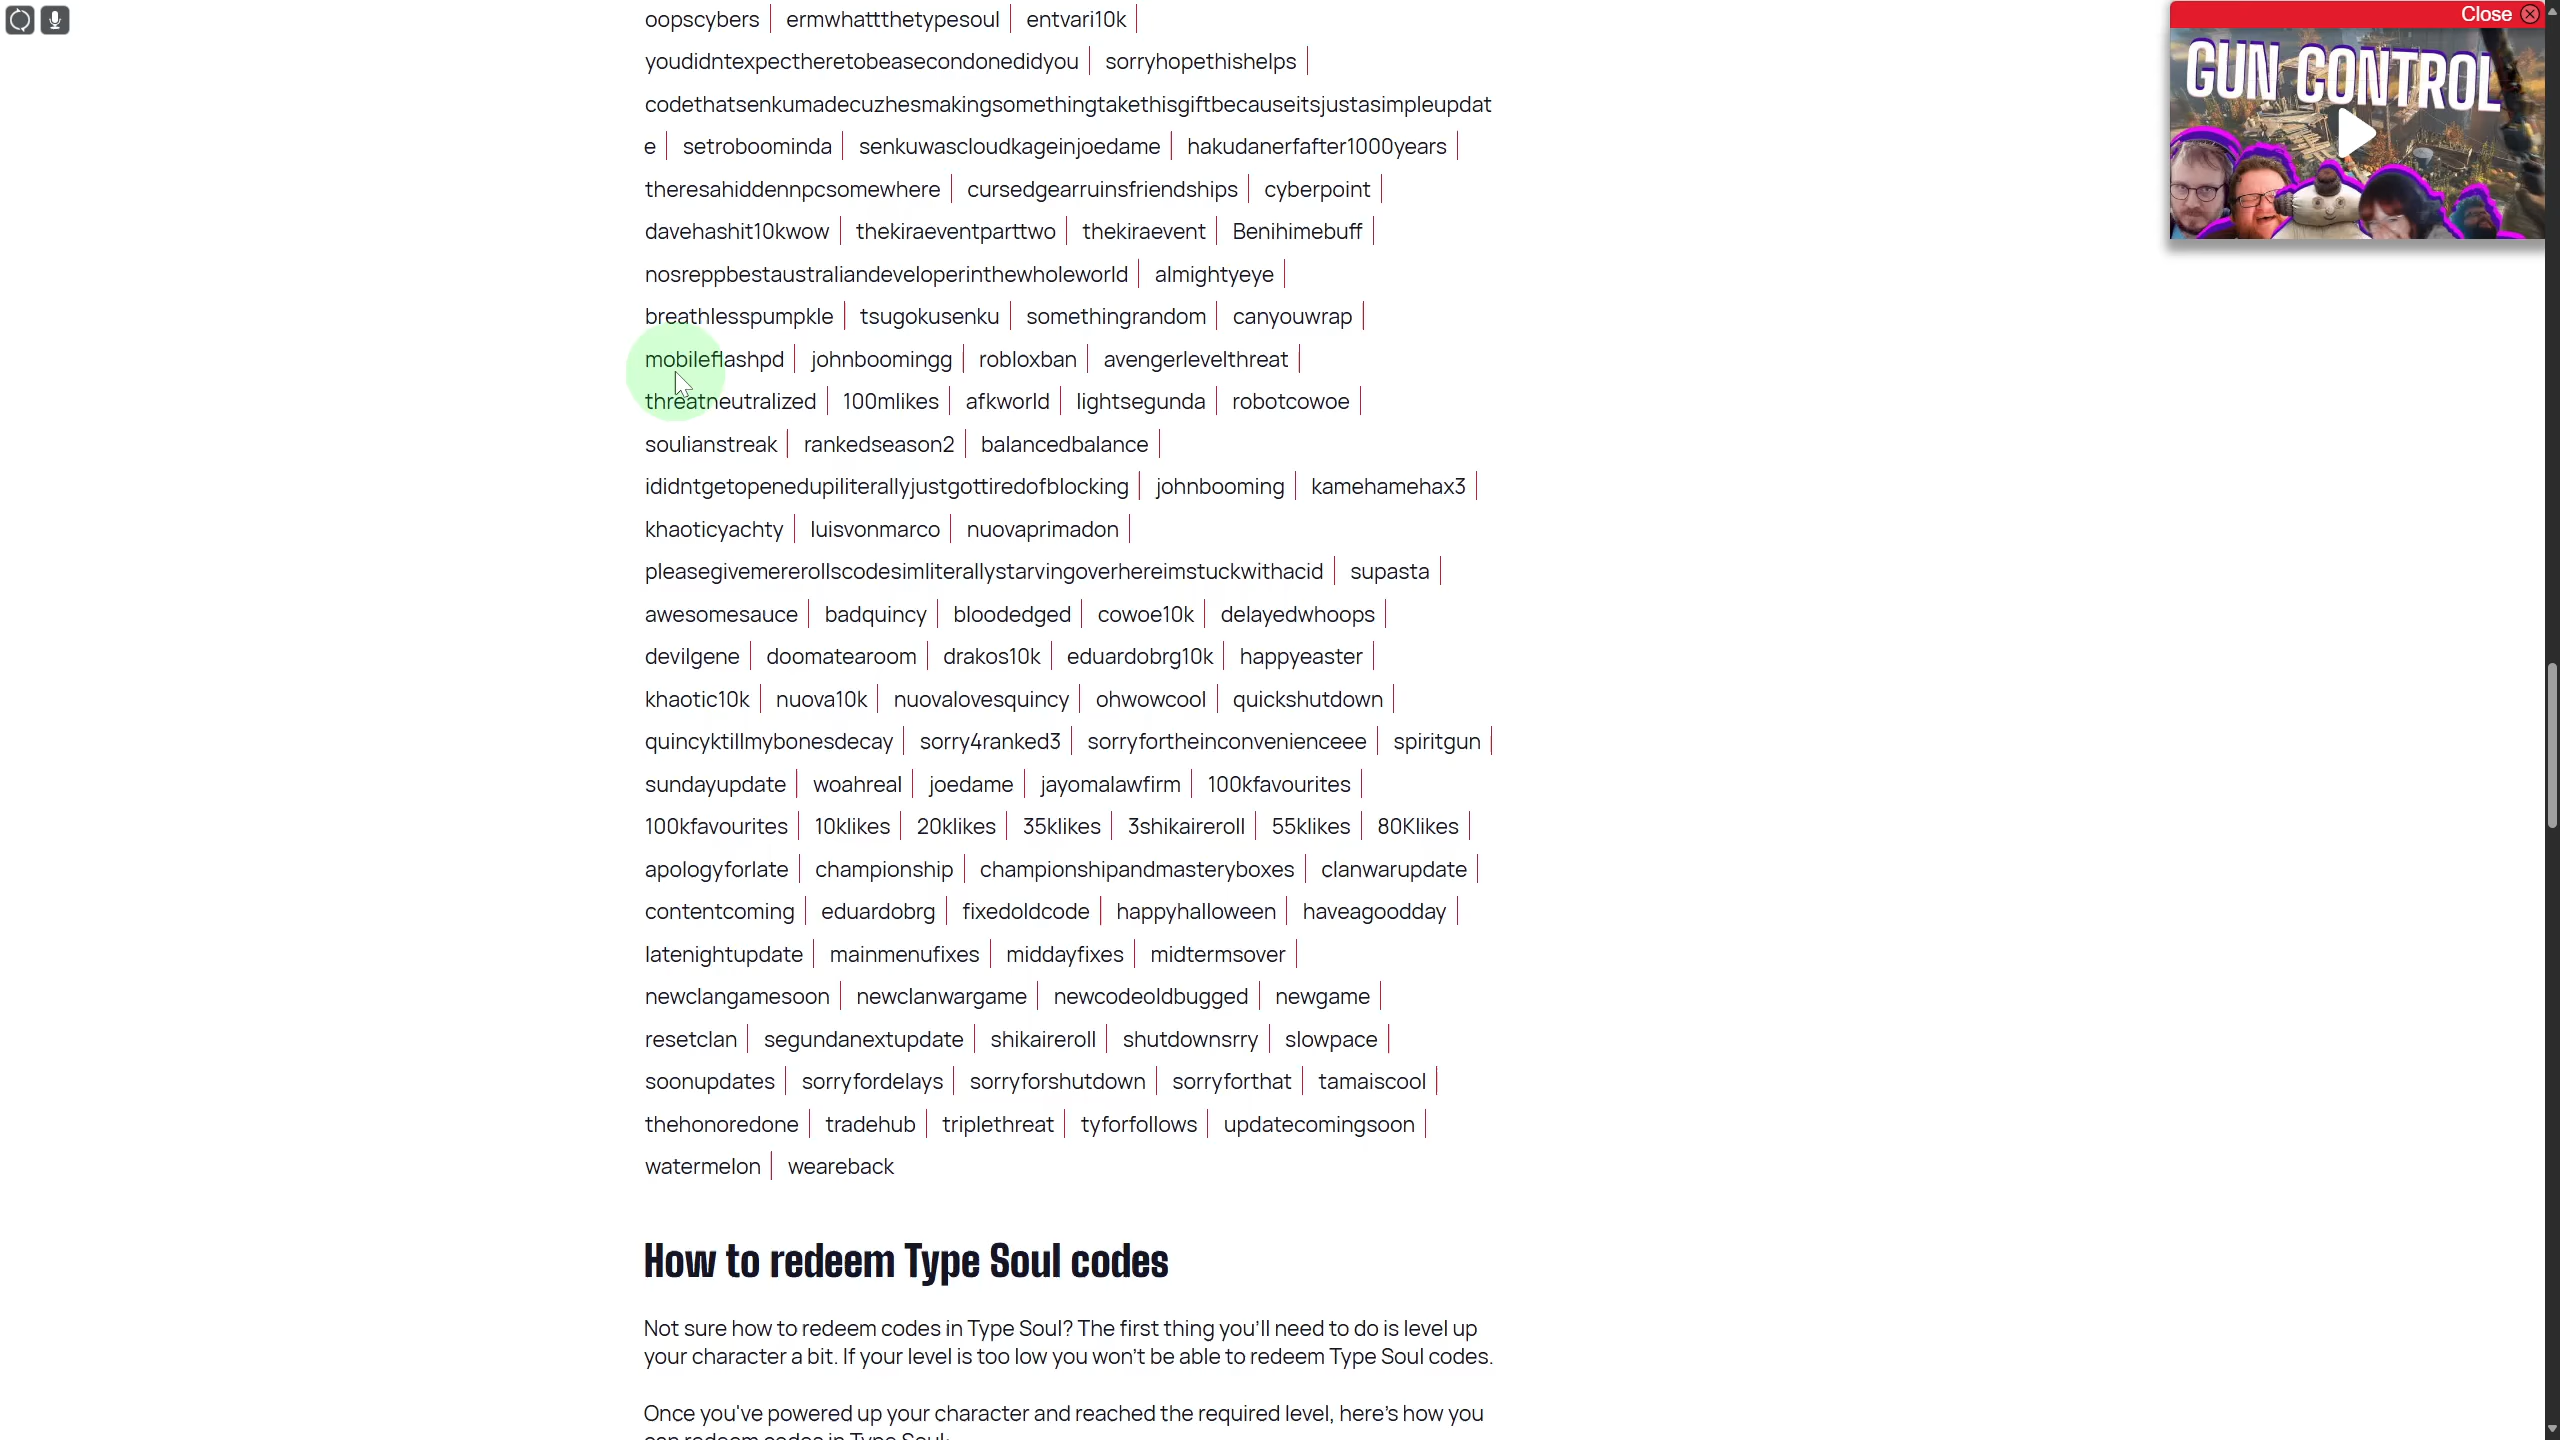 oopscybers | ermwhattthetypesoul | entvari10k |
youdidntexpectheretobeasecondonedidyou | sorryhopethishelps |
codethatsenkumadecuzhesmakingsomethingtakethisgiftbecauseitsjustasimpleupdat
e | setroboominda | senkuwascloudkageinjoedame | hakudanerfafter1000years |
theresahiddennpcsomewhere | cursedgearruinsfriendships | cyberpoint |
davehashit10kwow | thekiraeventparttwo | thekiraevent | Benihimebuff |
nosreppbestaustraliandeveloperinthewholeworld | almightyeye |
breathlesspumpkle | tsugokusenku | somethingrandom | canyouwrap |
mobileflashpd | johnboomingg | robloxban | avengerlevelthreat |
threatneutralized | 100mlikes | afkworld | lightsegunda | robotcowoe |
soulianstreak | rankedseason2 | balancedbalance |
ididntgetopenedupiliterallyjustgottiredofblocking | johnbooming | kamehamehax3 |
khaoticyachty | luisvonmarco | nuovaprimadon |
pleasegivemererollscodesimliterallystarvingoverhereimstuckwithacid | supasta |
awesomesauce | badquincy | bloodedged | cowoe10k | delayedwhoops |
devilgene | doomatearoom | drakos10k | eduardobrg10k | happyeaster |
khaotic10k | nuova10k | nuovalovesquincy | ohwowcool | quickshutdown |
quincyktillmybonesdecay | sorry4ranked3 | sorryfortheinconvenienceee | spiritgun |
sundayupdate | woahreal | joedame | jayomalawfirm | 100kfavourites |
100kfavourites | 10klikes | 20klikes | 35klikes | 3shikaireroll | 55klikes | 80Klikes |
apologyforlate | championship | championshipandmasteryboxes | clanwarupdate |
contentcoming | eduardobrg | fixedoldcode | happyhalloween | haveagoodday |
latenightupdate | mainmenufixes | middayfixes | midtermsover |
newclangamesoon | newclanwargame | newcodeoldbugged | newgame |
resetclan | segundanextupdate | shikaireroll | shutdownsrry | slowpace |
soonupdates | sorryfordelays | sorryforshutdown | sorryforthat | tamaiscool |
thehonoredone | tradehub | triplethreat | tyforfollows | updatecomingsoon |
watermelon | weareback
How to redeem Type Soul codes
Not sure how to redeem codes in Type Soul? The first thing you'll need to do is level up
your character a bit. If your level is too low you won't be able to redeem Type Soul codes.
Once you've powered up your character and reached the required level, here's how you
can redeem codes in Type Soul:
Close
GUN CONTROL